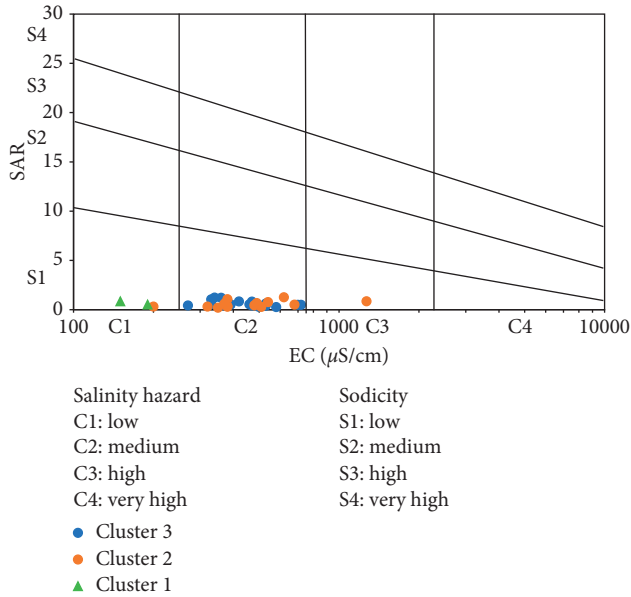 30
S4
25
S3
20
S2
SAR
15
10
5
S1
0
100 C1 C2 1000 C3 C4 10000
EC (μS/cm)
Salinity hazard
C1: low
C2: medium
C3: high
C4: very high
Sodicity
S1: low
S2: medium
S3: high
S4: very high
Cluster 3
Cluster 2
Cluster 1